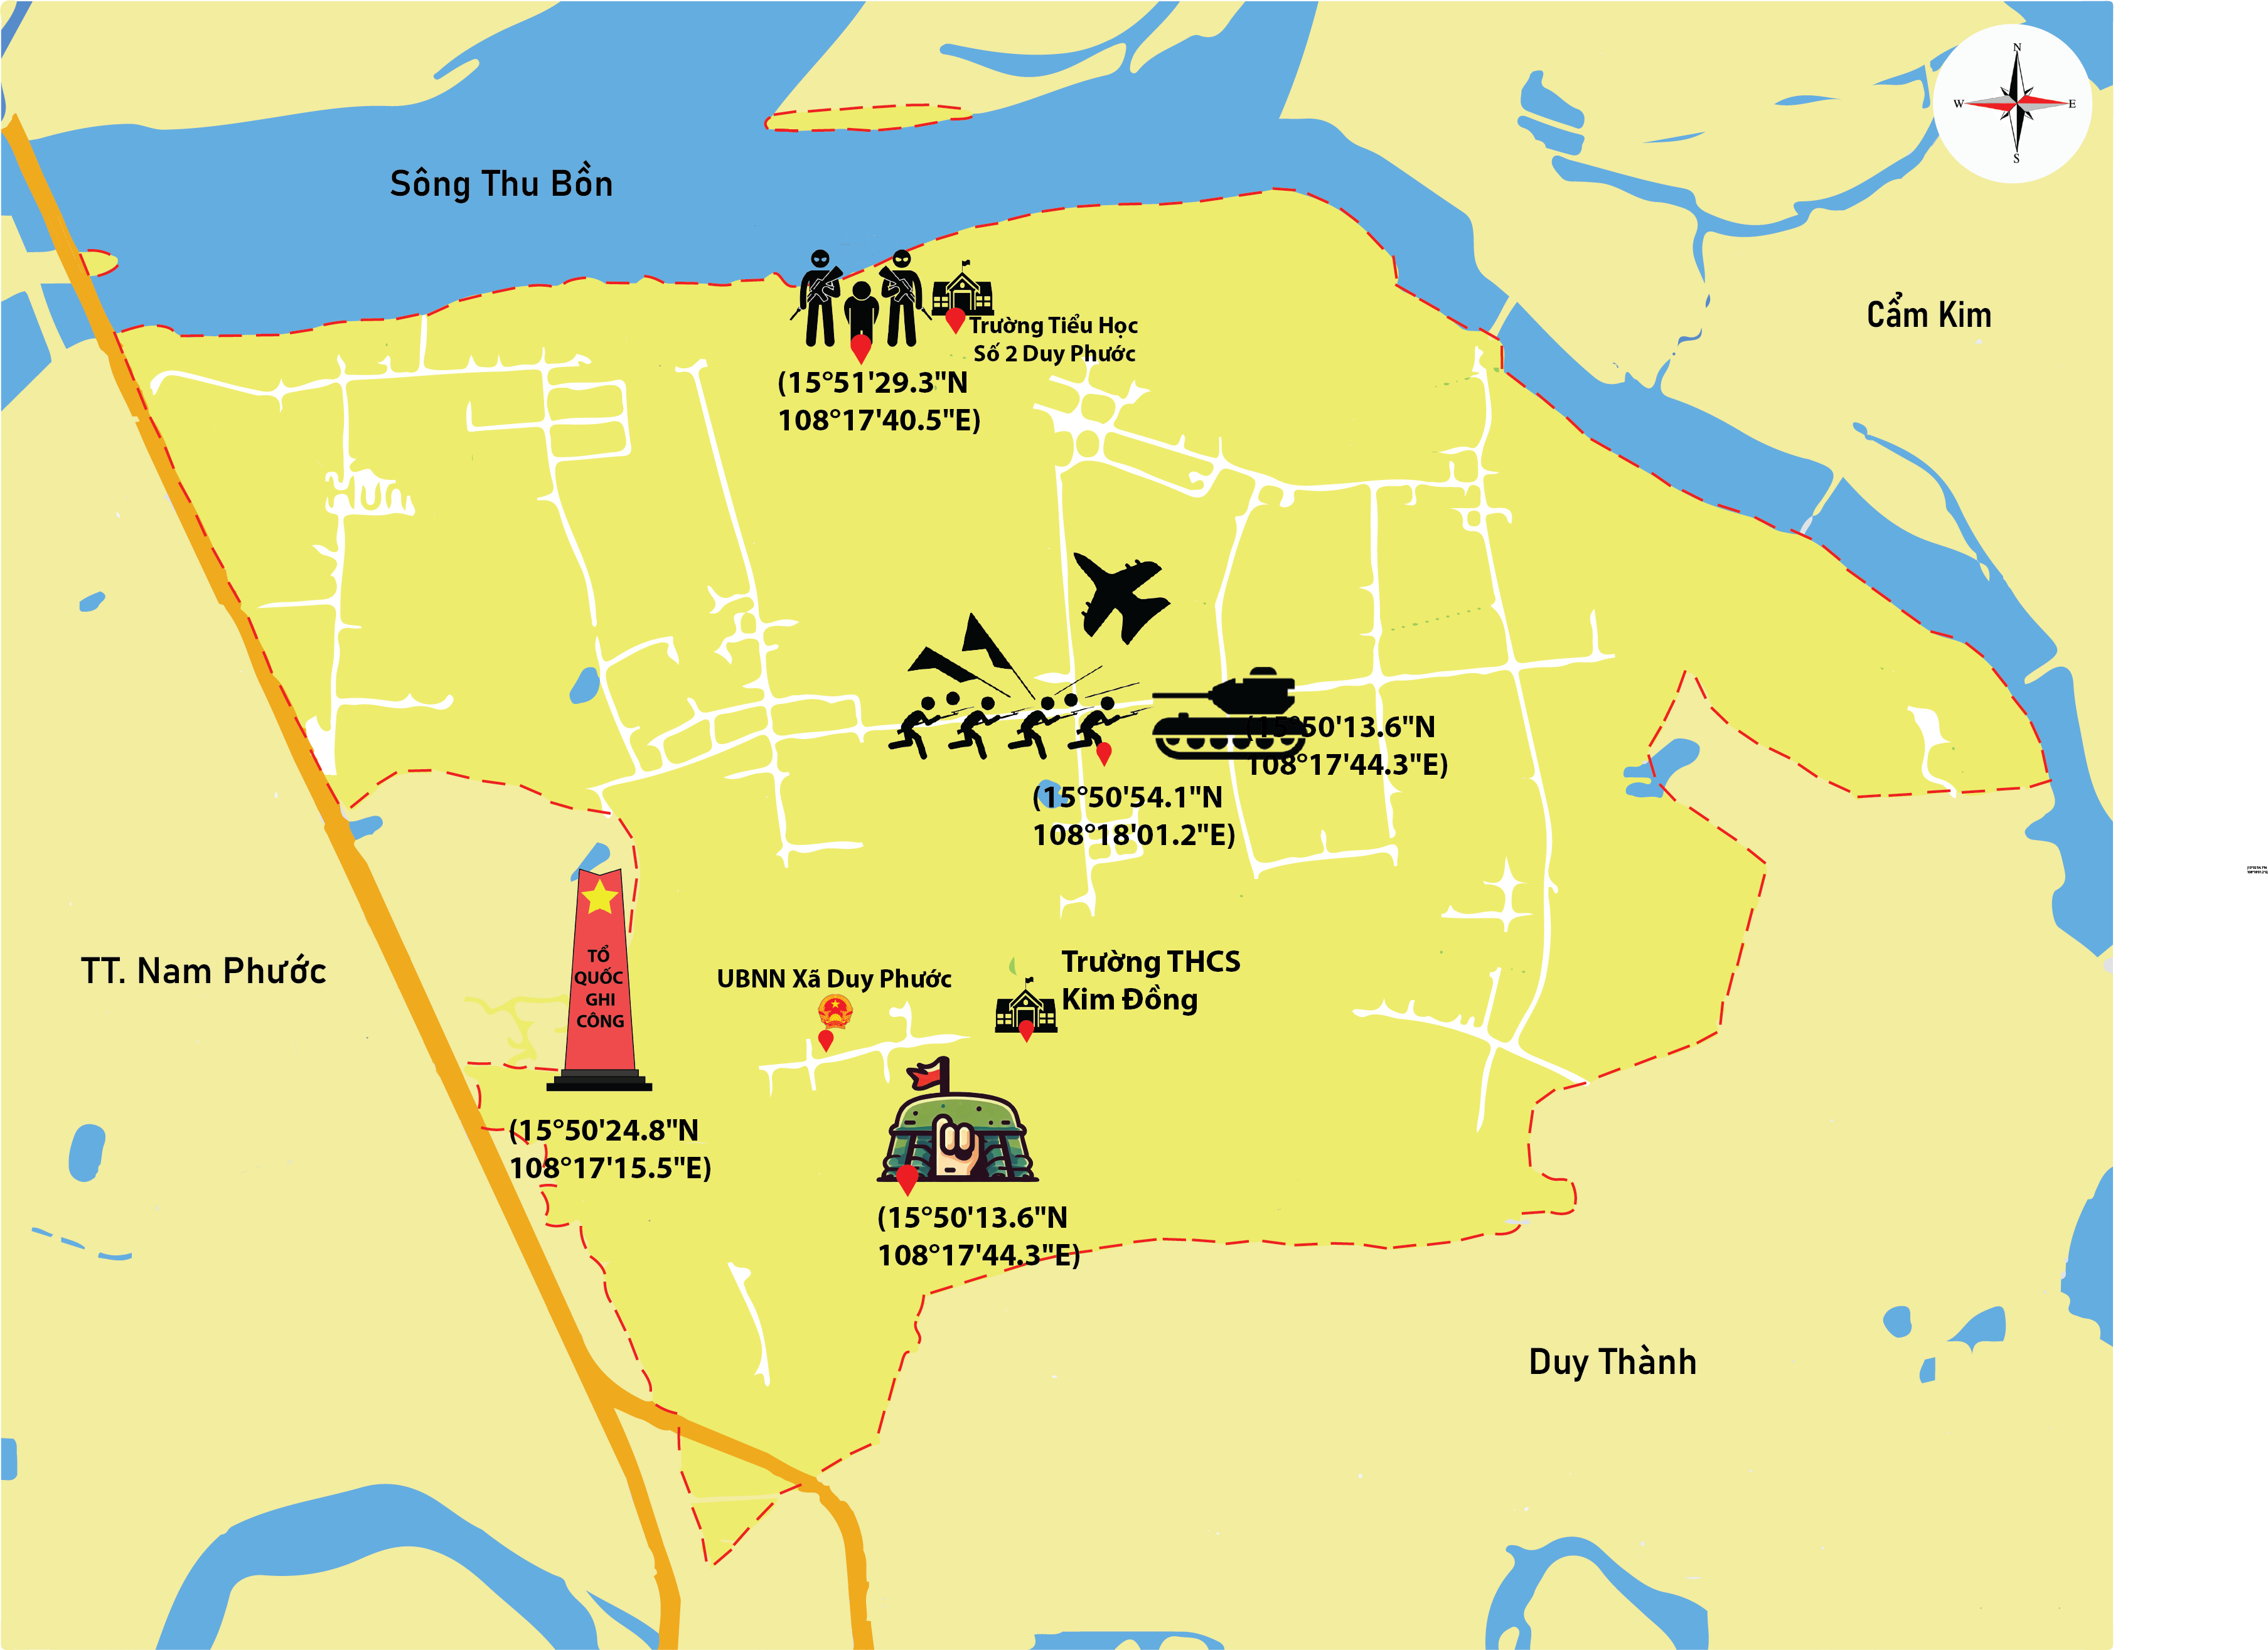 N
W
E
S
Sông Thu Bồn
Cẩm Kim
Trường Tiểu Học
Số 2 Duy Phước
(15°51'29.3"N
108°17'40.5"E)
(15°50'13.6"N
108°17'44.3"E)
(15°50'54.1"N
108°18'01.2"E)
TT. Nam Phước
TỔ
QUỐC
GHI
CÔNG
UBNN Xã Duy Phước
Trường THCS
Kim Đồng
(15°50'24.8"N
108°17'15.5"E)
(15°50'13.6"N
108°17'44.3"E)
Duy Thành